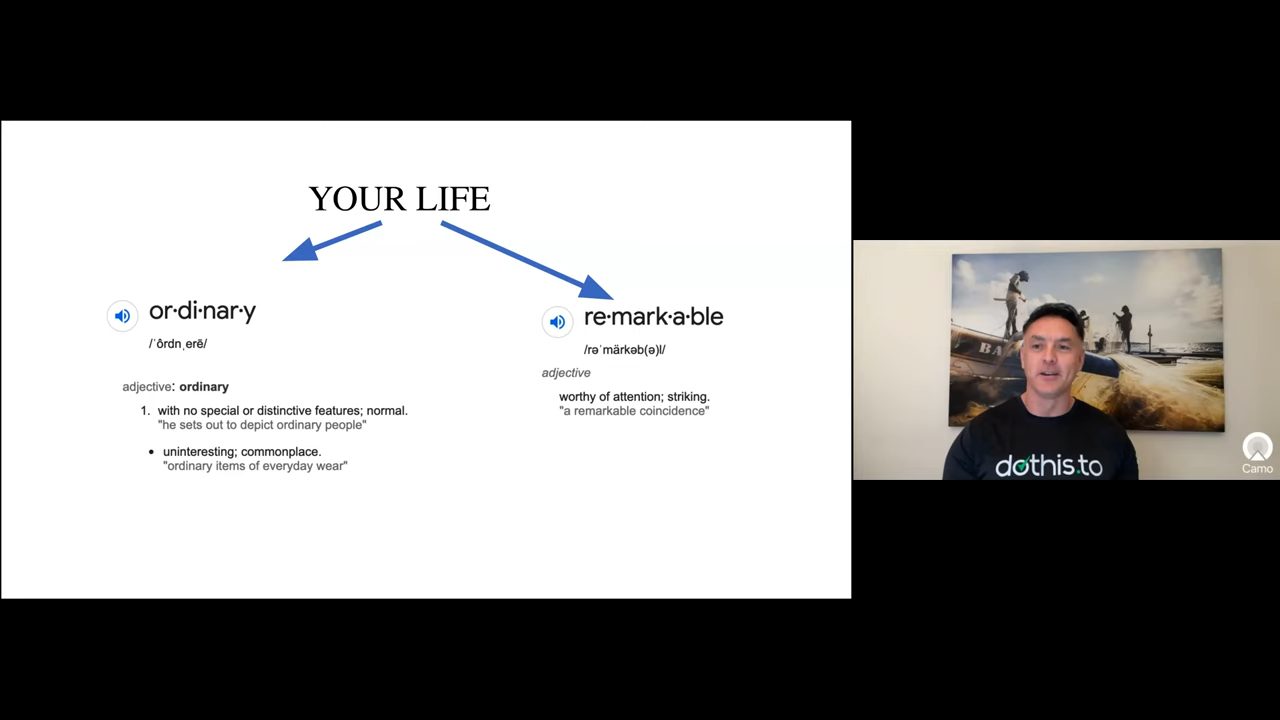 YOUR LIFE
or·di·nar·y
/ˈôrdnˌerē/
adjective: ordinary
1. with no special or distinctive features; normal.
"he sets out to depict ordinary people"
• uninteresting; commonplace.
"ordinary items of everyday wear"
re·mark·a·ble
/rəˈmärkəb(ə)l/
adjective
worthy of attention; striking.
"a remarkable coincidence"
BA
dothis.to
Camo